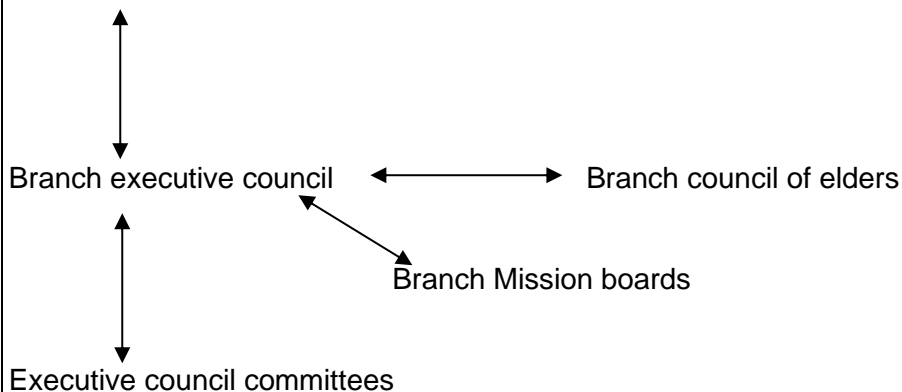 Branch executive council Branch council of elders
Branch Mission boards
Executive council committees